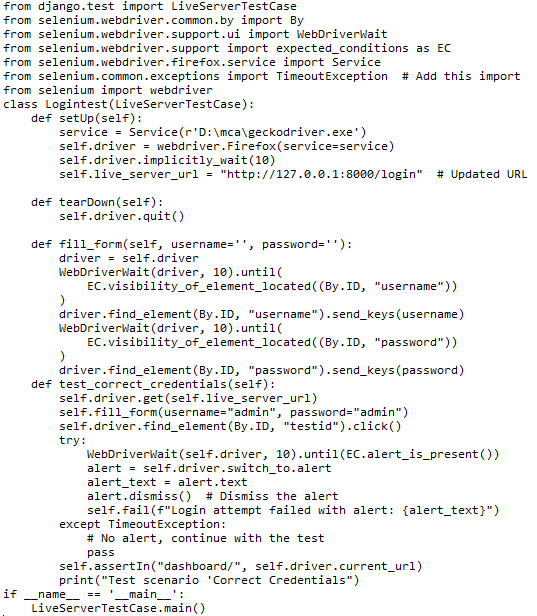 from django.test import LiveServerTestCase
from selenium.webdriver.common.by import By
from selenium.webdriver.support.ui import WebDriverWait
from selenium.webdriver.support import expected_conditions as EC
from selenium.webdriver.firefox.service import Service
from selenium.common.exceptions import TimeoutException  # Add this import
from selenium import webdriver
class Logintest(LiveServerTestCase):
    def setUp(self):
        service = Service(r'D:\mca\geckodriver.exe')
        self.driver = webdriver.Firefox(service=service)
        self.driver.implicitly_wait(10)
        self.live_server_url = "http://127.0.0.1:8000/login"  # Updated URL

    def tearDown(self):
        self.driver.quit()

    def fill_form(self, username='', password=''):
        driver = self.driver
        WebDriverWait(driver, 10).until(
            EC.visibility_of_element_located((By.ID, "username"))
        )
        driver.find_element(By.ID, "username").send_keys(username)
        WebDriverWait(driver, 10).until(
            EC.visibility_of_element_located((By.ID, "password"))
        )
        driver.find_element(By.ID, "password").send_keys(password)
    def test_correct_credentials(self):
        self.driver.get(self.live_server_url)
        self.fill_form(username="admin", password="admin")
        self.driver.find_element(By.ID, "testid").click()
        try:
            WebDriverWait(self.driver, 10).until(EC.alert_is_present())
            alert = self.driver.switch_to.alert
            alert_text = alert.text
            alert.dismiss()  # Dismiss the alert
            self.fail(f"Login attempt failed with alert: {alert_text}")
        except TimeoutException:
            # No alert, continue with the test
            pass
        self.assertIn("dashboard/", self.driver.current_url)
        print("Test scenario 'Correct Credentials")
if __name__ == '__main__':
    LiveServerTestCase.main()